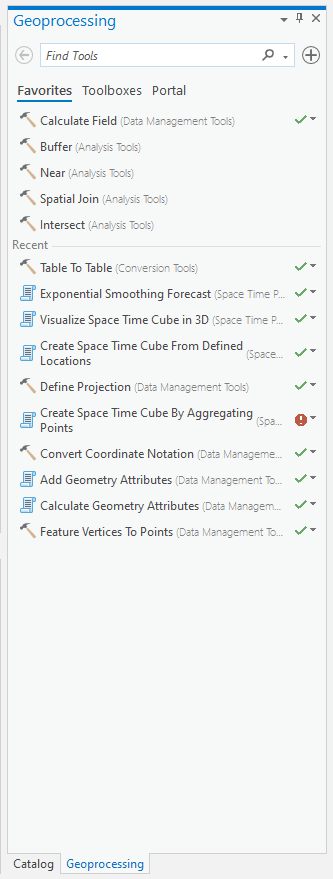 Geoprocessing
Find Tools
Favorites Toolboxes Portal
Calculate Field (Data Management Tools)
Buffer (Analysis Tools)
Near (Analysis Tools)
Spatial Join (Analysis Tools)
Intersect (Analysis Tools)
Recent
Table To Table (Conversion Tools)
Exponential Smoothing Forecast (Space Time P...
Visualize Space Time Cube in 3D (Space Time P...
Create Space Time Cube From Defined
Locations (Space...
Define Projection (Data Management Tools)
Create Space Time Cube By Aggregating
Points (Spa...
Convert Coordinate Notation (Data Manageme...
Add Geometry Attributes (Data Management To...
Calculate Geometry Attributes (Data Managem...
Feature Vertices To Points (Data Management To...
Catalog Geoprocessing